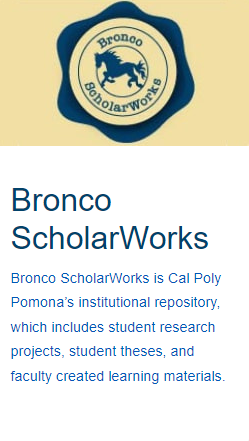 Bronco
ScholarWorks
Bronco
ScholarWorks
Bronco ScholarWorks is Cal Poly
Pomona’s institutional repository,
which includes student research
projects, student theses, and
faculty created learning materials.